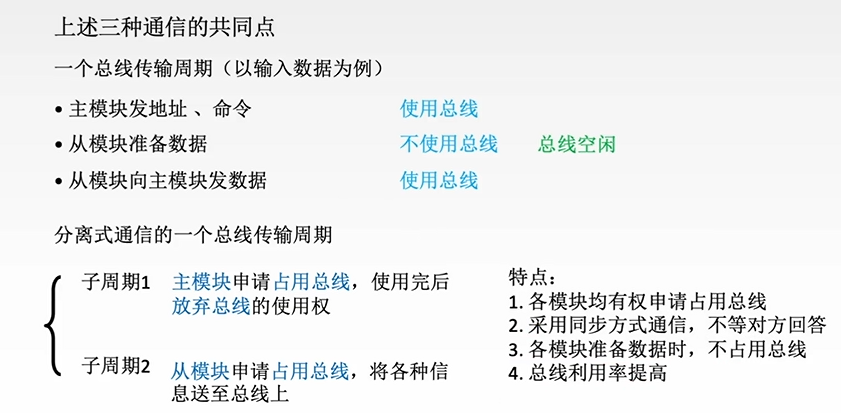 上述三种通信的共同点
一个总线传输周期（以输入数据为例）
• 主模块发地址 、命令 使用总线
• 从模块准备数据 不使用总线 总线空闲
• 从模块向主模块发数据 使用总线
分离式通信的一个总线传输周期
子周期1 主模块申请占用总线，使用完后
放弃总线的使用权
子周期2 从模块申请占用总线，将各种信
息送至总线上
特点：
1. 各模块均有权申请占用总线
2. 采用同步方式通信，不等对方回答
3. 各模块准备数据时，不占用总线
4. 总线利用率提高